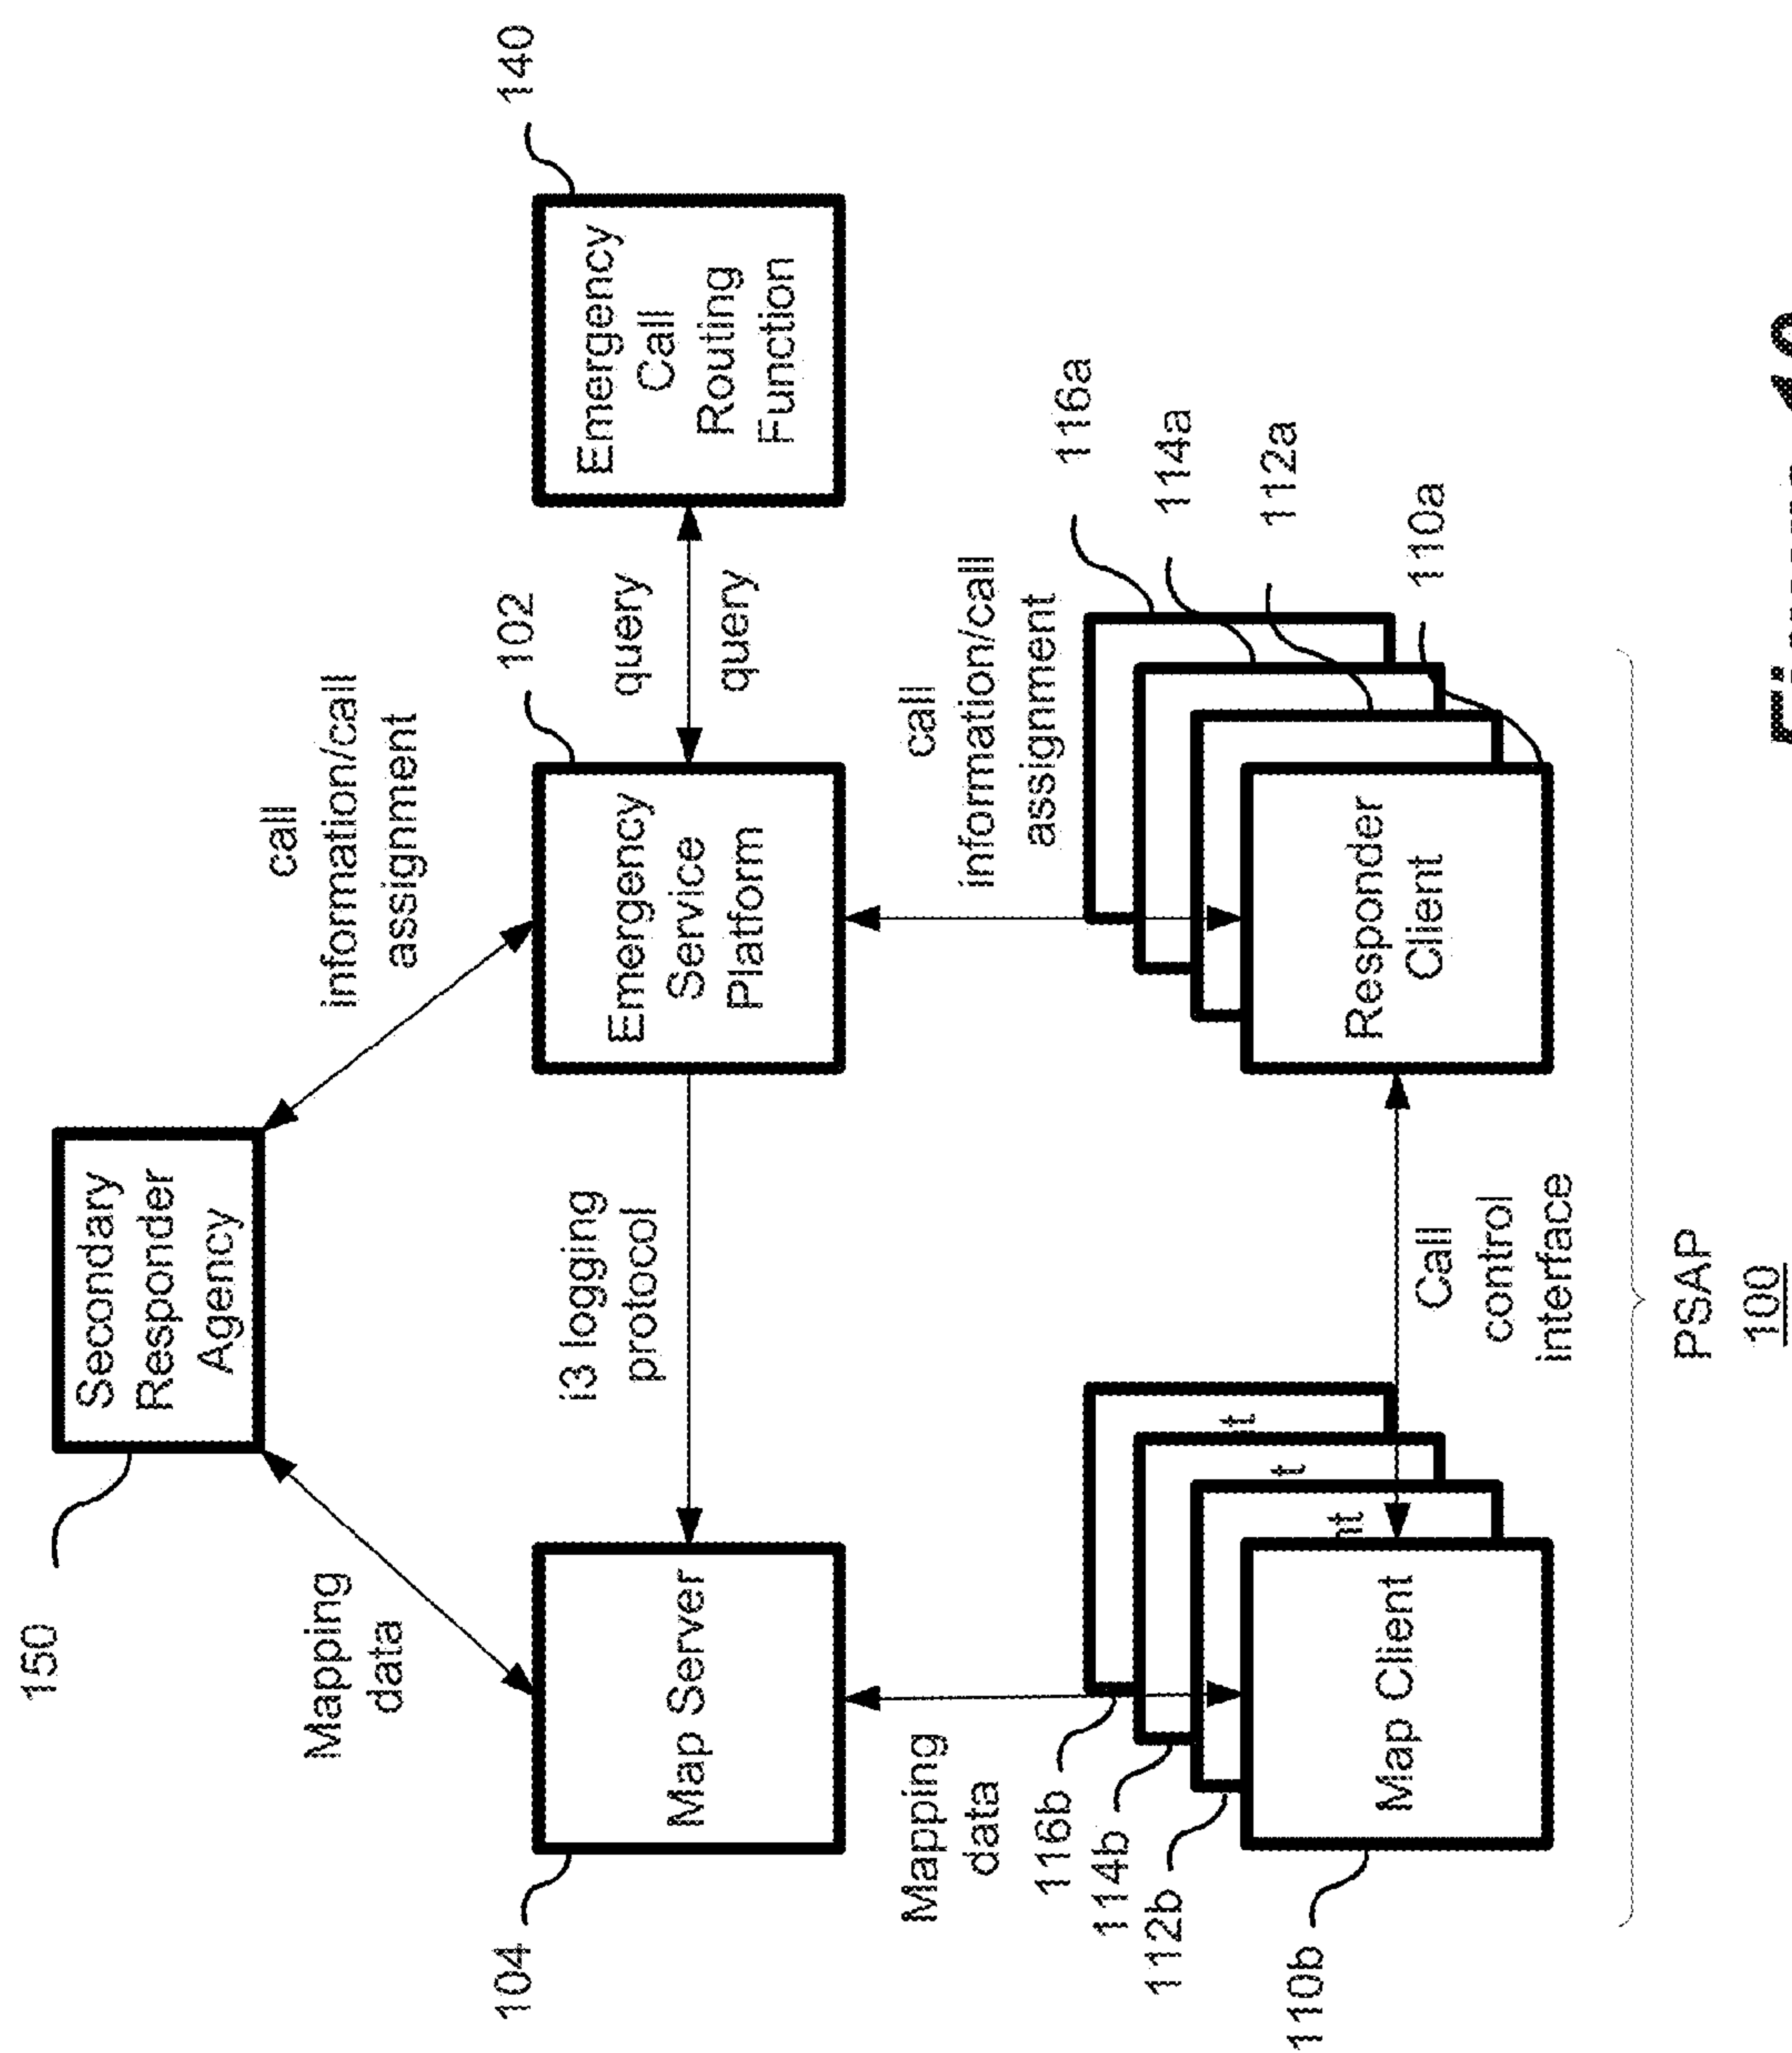 150
Secondary
Responder
Agency
Mapping
data
call
information/call
assignment
104
Map Server
i3 logging
protocol
102
Emergency
Service
Platform
query
query
140
Emergency
Call
Routing
Function
Mapping
data
116b
114b
112b
110b
t
t
nt
Map Client
call
information/call
assignment
116a
114a
112a
110a
Responder
Client
Call
control
interface
PSAP
100